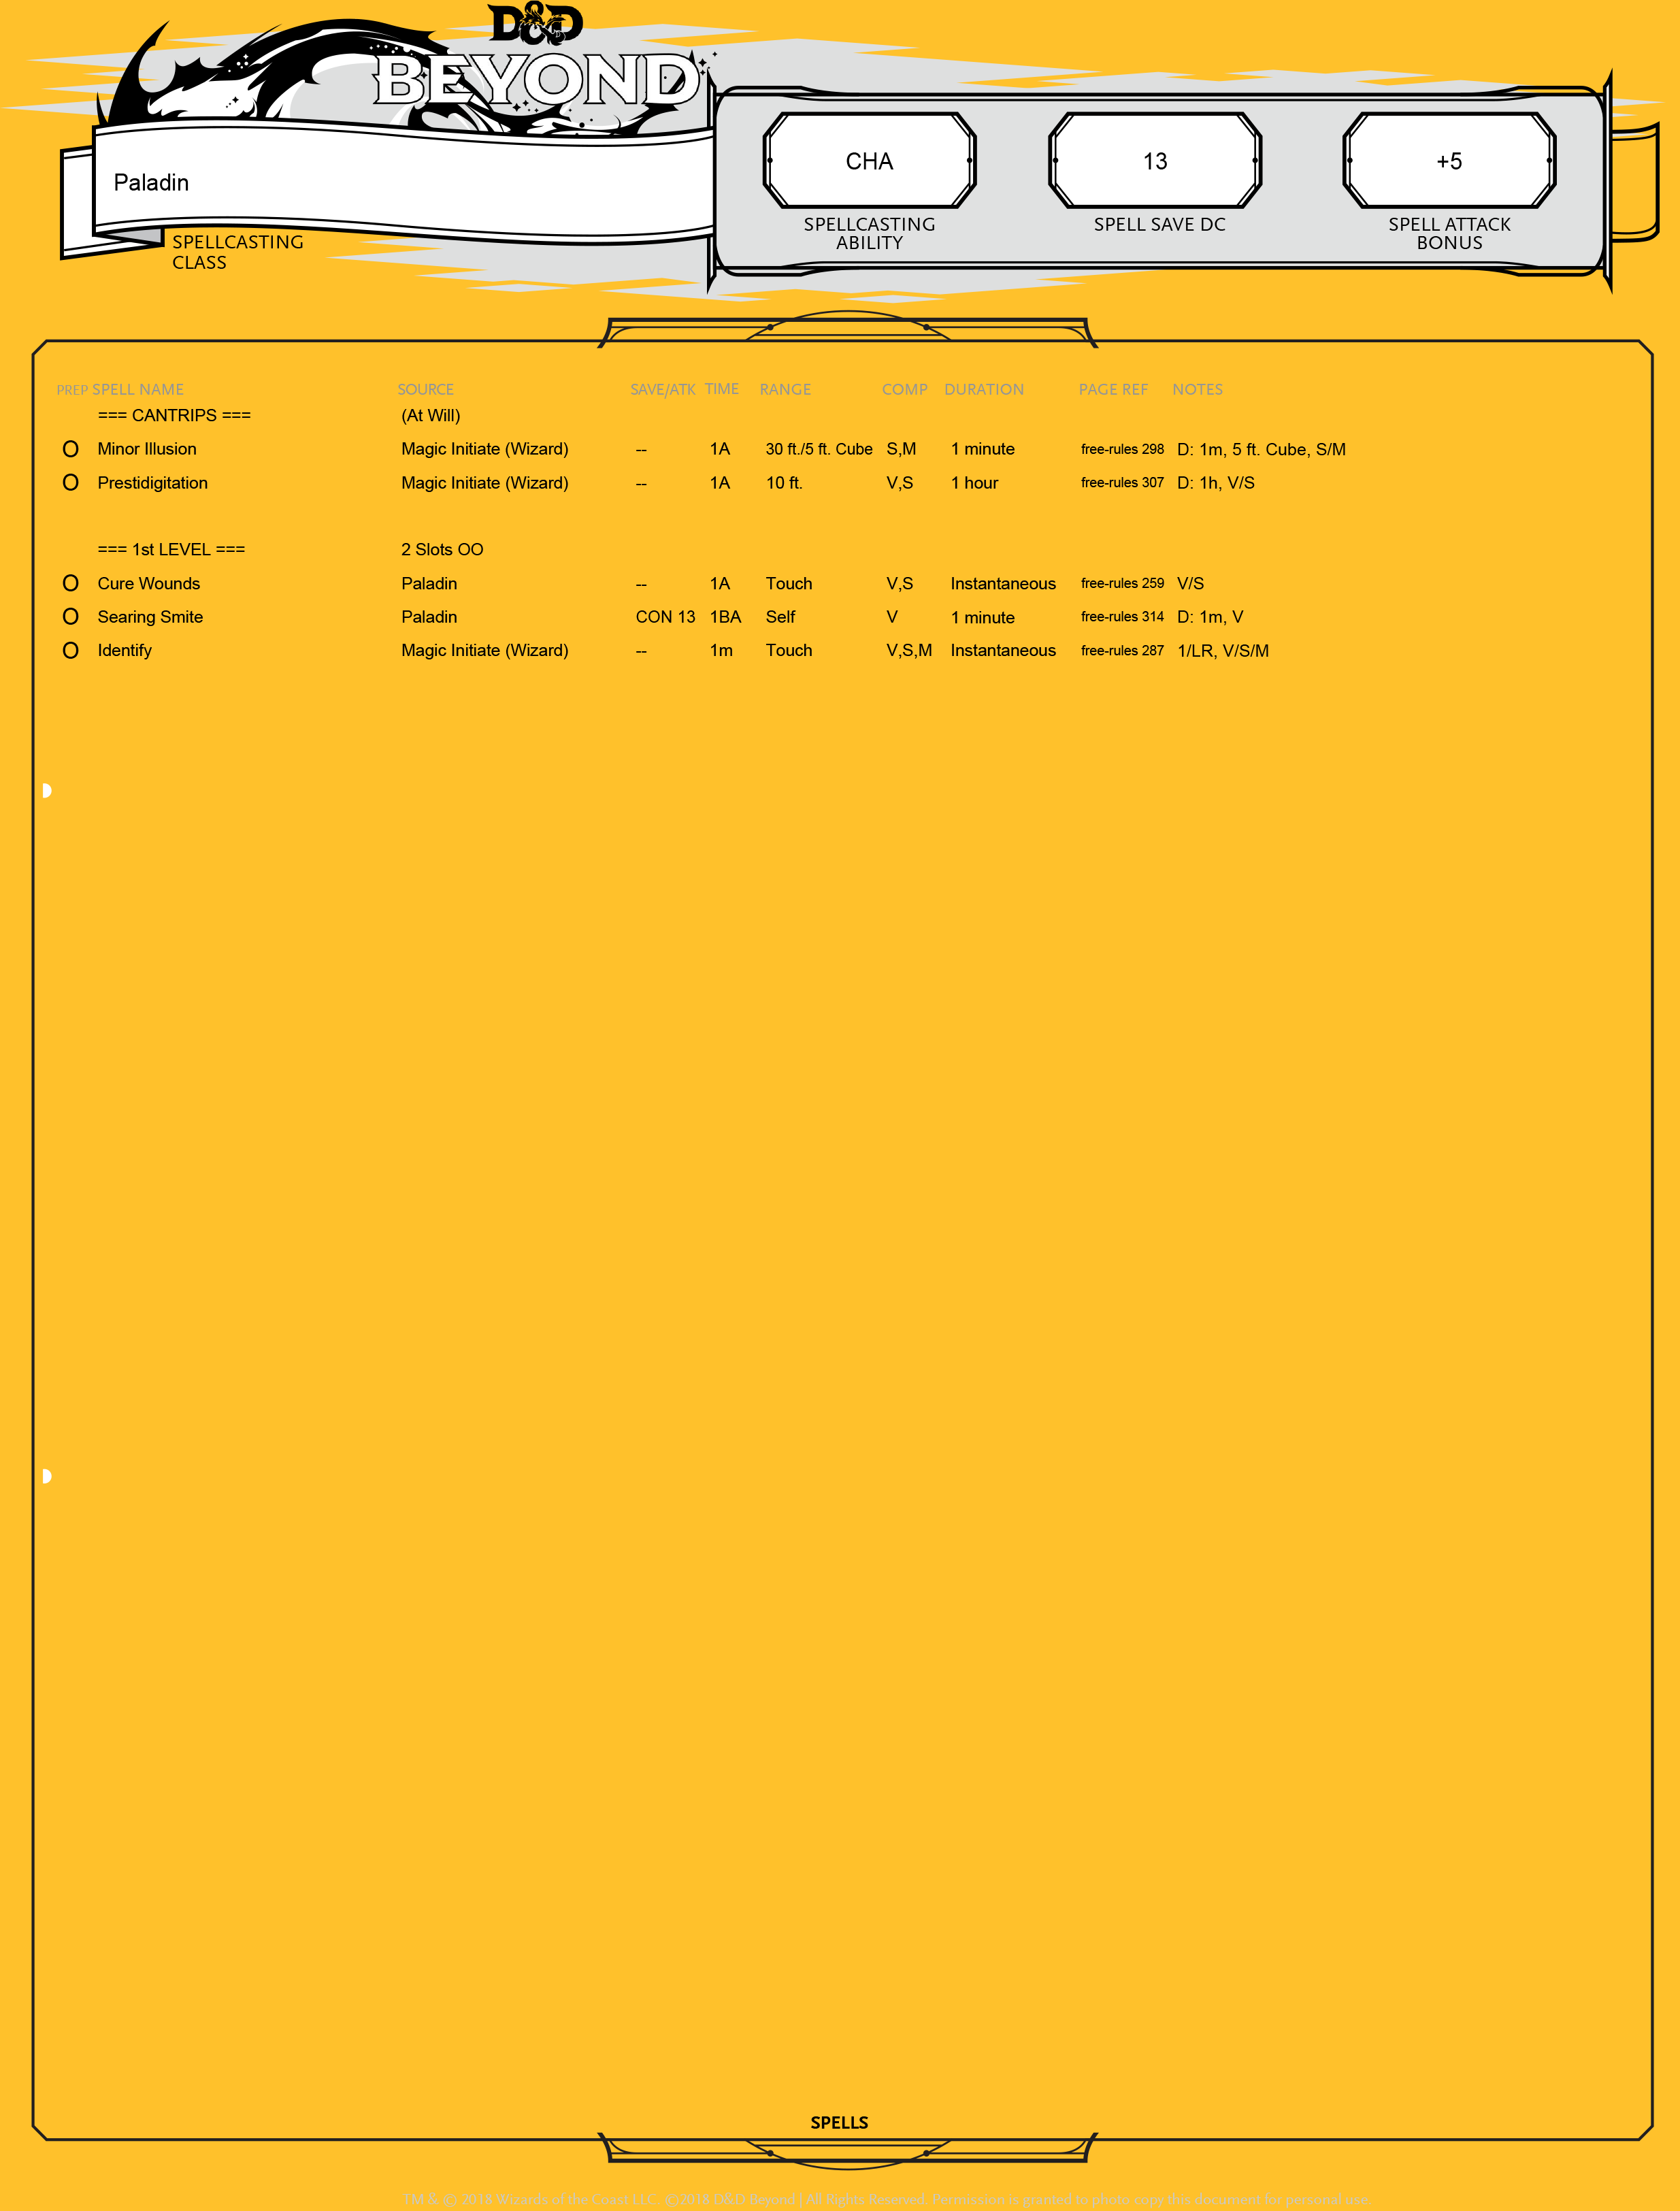 D&D
BEYOND
Paladin
SPELLCASTING
CLASS
CHA
SPELLCASTING
ABILITY
13
SPELL SAVE DC
+5
SPELL ATTACK
BONUS
PREP SPELL NAME SOURCE SAVE/ATK TIME RANGE COMP DURATION PAGE REF NOTES
=== CANTRIPS === (At Will)
O Minor Illusion Magic Initiate (Wizard) -- 1A 30 ft./5 ft. Cube S,M 1 minute free-rules 298 D: 1m, 5 ft. Cube, S/M
O Prestidigitation Magic Initiate (Wizard) -- 1A 10 ft. V,S 1 hour free-rules 307 D: 1h, V/S
=== 1st LEVEL === 2 Slots OO
O Cure Wounds Paladin -- 1A Touch V,S Instantaneous free-rules 259 V/S
O Searing Smite Paladin CON 13 1BA Self V 1 minute free-rules 314 D: 1m, V
O Identify Magic Initiate (Wizard) -- 1m Touch V,S,M Instantaneous free-rules 287 1/LR, V/S/M
SPELLS
TM & © 2018 Wizards of the Coast LLC. ©2018 D&D Beyond | All Rights Reserved. Permission is granted to photo copy this document for personal use.